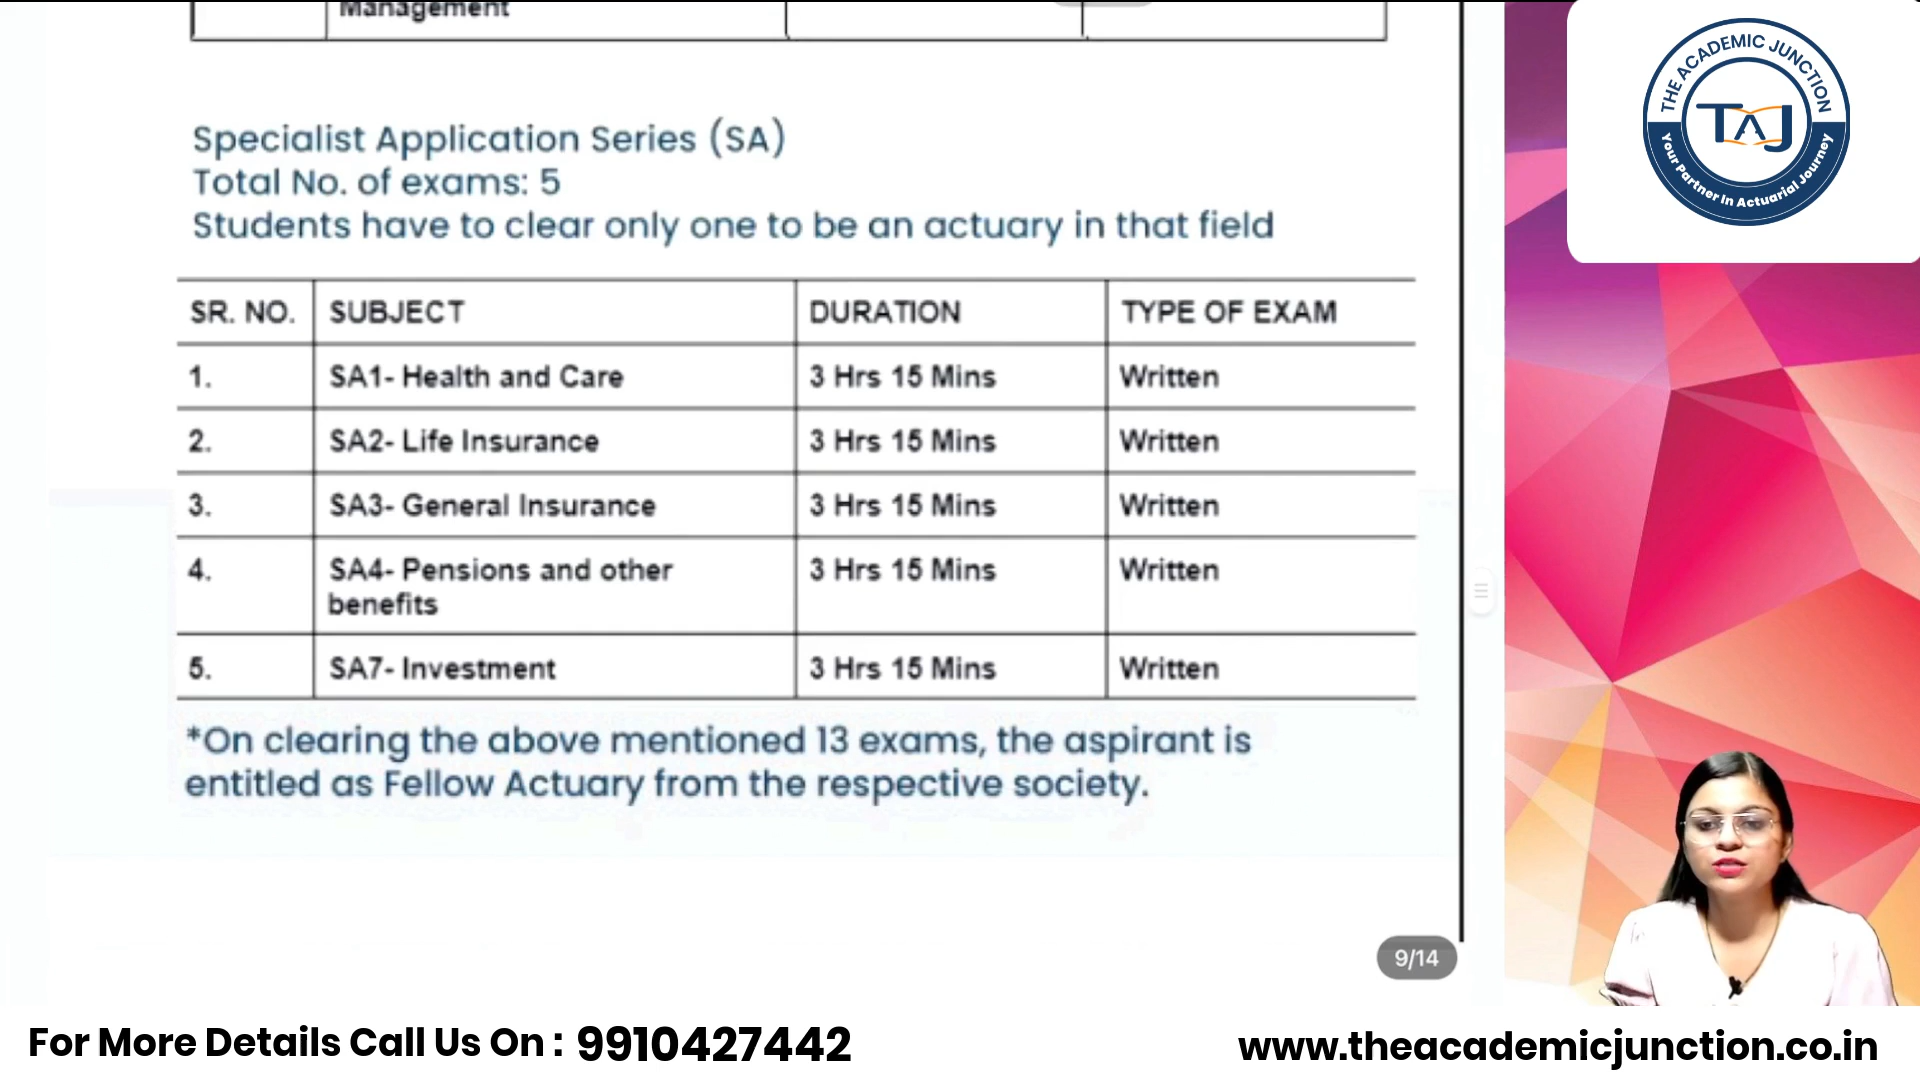 Management
Specialist Application Series (SA)
Total No. of exams: 5
Students have to clear only one to be an actuary in that field
SR. NO. SUBJECT DURATION TYPE OF EXAM
1. SA1- Health and Care 3 Hrs 15 Mins Written
2. SA2- Life Insurance 3 Hrs 15 Mins Written
3. SA3- General Insurance 3 Hrs 15 Mins Written
4. SA4- Pensions and other 3 Hrs 15 Mins Written
benefits
5. SA7- Investment 3 Hrs 15 Mins Written
*On clearing the above mentioned 13 exams, the aspirant is
entitled as Fellow Actuary from the respective society.
9/14
THE ACADEMIC JUNCTION
TAJ
Your Partner In Actuarial Journey
For More Details Call Us On : 9910427442
www.theacademicjunction.co.in